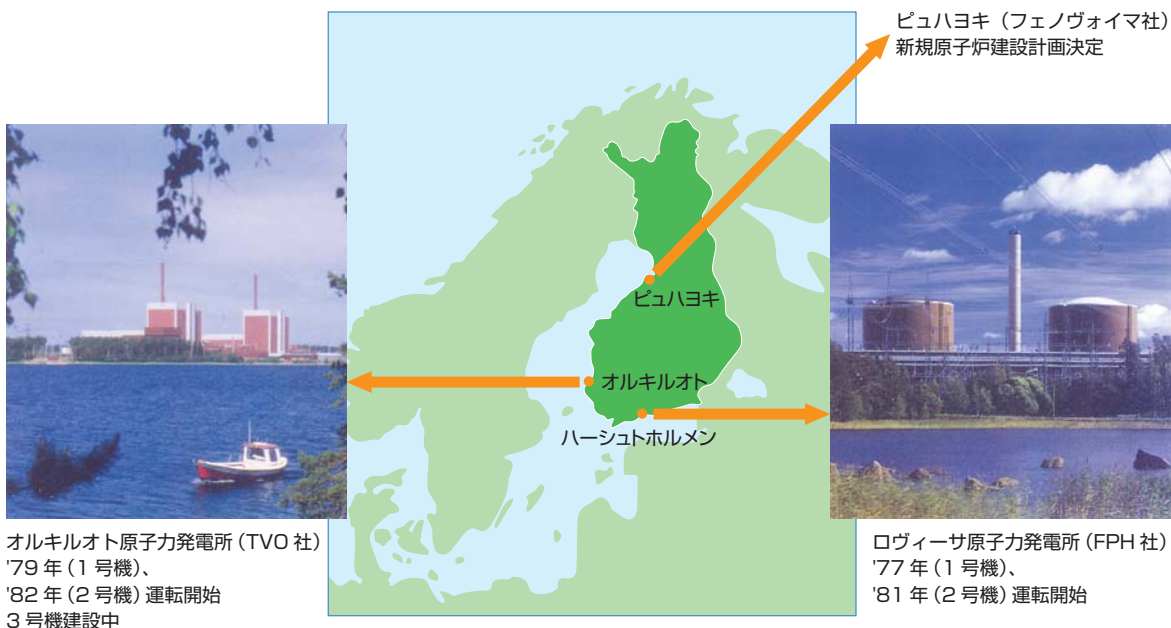 ピュハヨキ（フェノヴォイマ社）
新規原子炉建設計画決定
ピュハヨキ
オルキルオト
ハーシュトホルメン
オルキルオト原子力発電所（TVO 社）
'79 年（1 号機）、
'82 年（2 号機）運転開始
3 号機建設中
ロヴィーサ原子力発電所（FPH 社）
'77 年（1 号機）、
'81 年（2 号機）運転開始